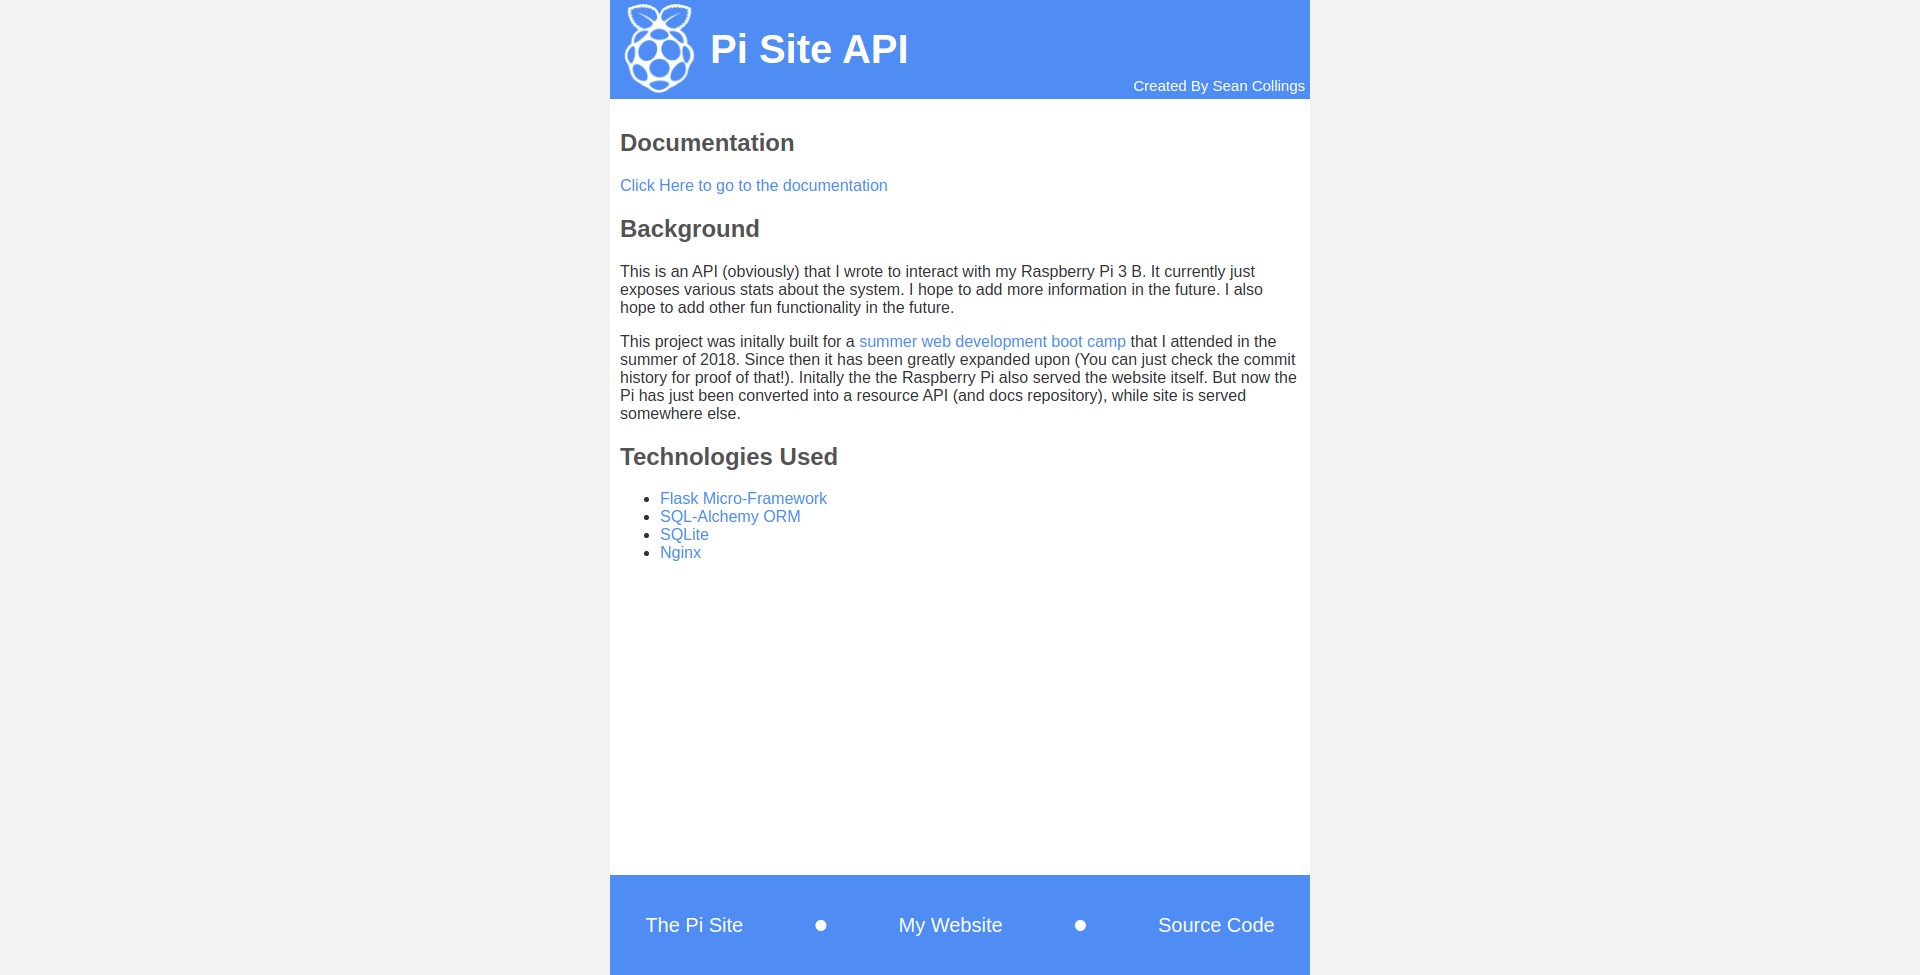 Pi Site API
Created By Sean Collings
Documentation
Click Here to go to the documentation
Background
This is an API (obviously) that I wrote to interact with my Raspberry Pi 3 B. It currently just
exposes various stats about the system. I hope to add more information in the future. I also
hope to add other fun functionality in the future.
This project was initally built for a summer web development boot camp that I attended in the
summer of 2018. Since then it has been greatly expanded upon (You can just check the commit
history for proof of that!). Initally the the Raspberry Pi also served the website itself. But now the
Pi has just been converted into a resource API (and docs repository), while site is served
somewhere else.
Technologies Used
• Flask Micro-Framework
• SQL-Alchemy ORM
• SQLite
• Nginx
The Pi Site ● My Website ● Source Code